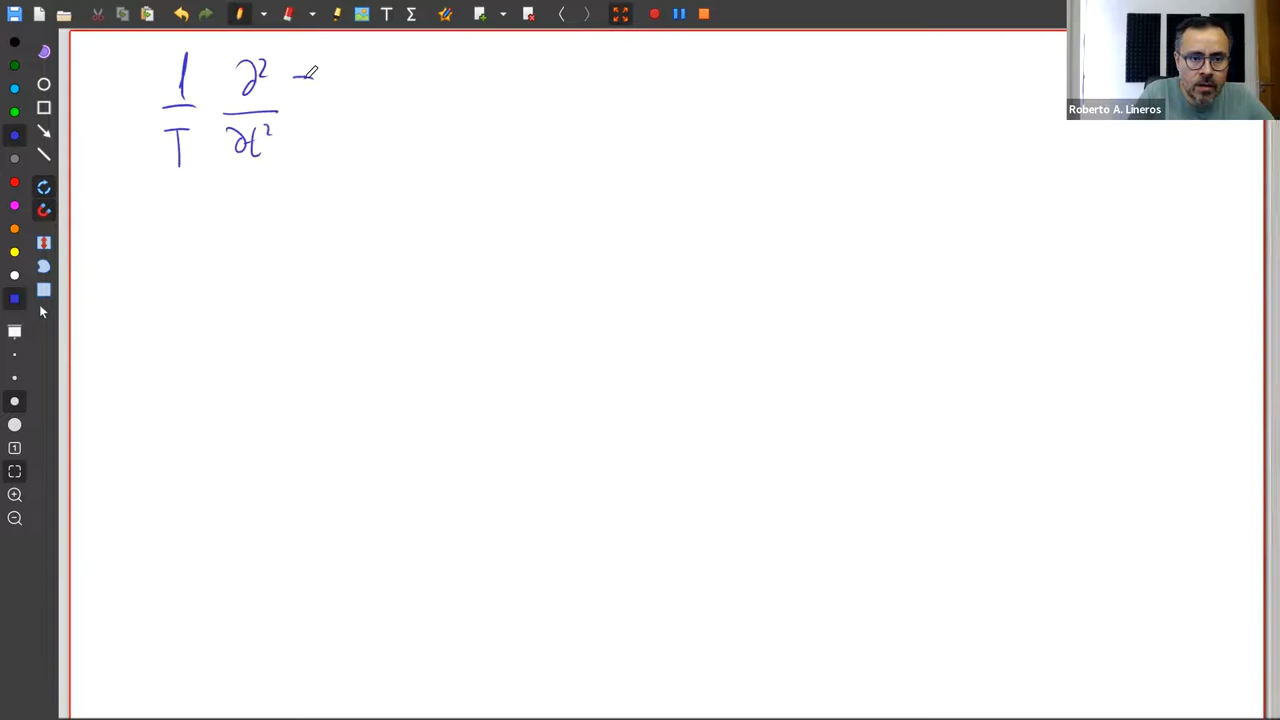 1/T ∂²/∂t²
Roberto A. Lineros